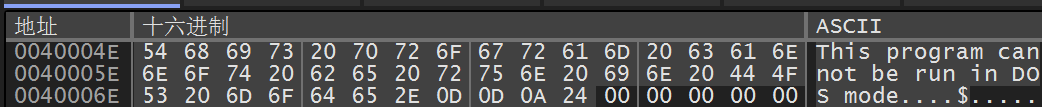 地址 十六进制 ASCII
0040004E 54 68 69 73 20 70 72 6F 67 72 61 6D 20 63 61 6E This program can
0040005E 6E 6F 74 20 62 65 20 72 75 6E 20 69 6E 20 44 4F not be run in DO
0040006E 53 20 6D 6F 64 65 2E 0D 0D 0A 24 00 00 00 00 00 S mode....$.....